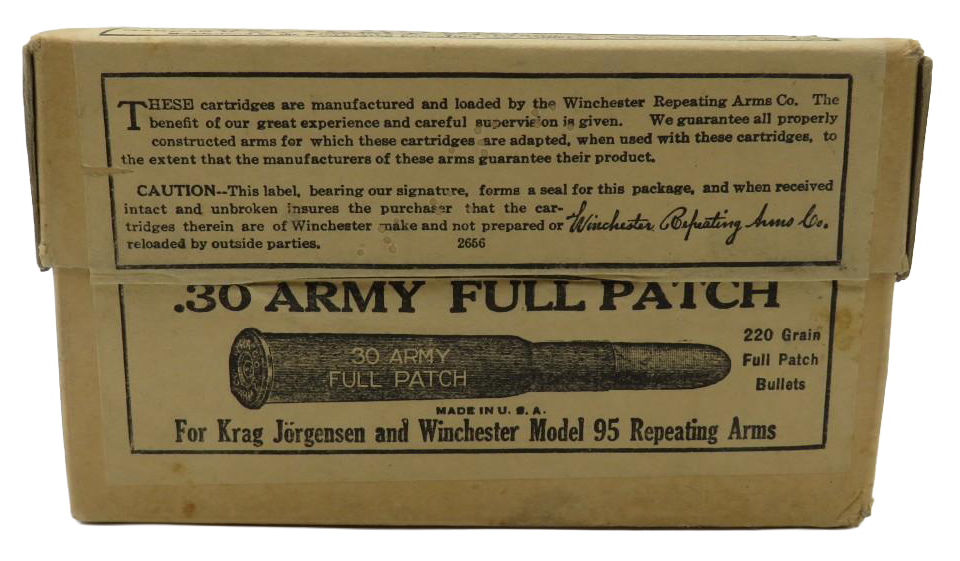 THESE cartridges are manufactured and loaded by the Winchester Repeating Arms Co. The
benefit of our great experience and careful supervision is given. We guarantee all properly
constructed arms for which these cartridges are adapted, when used with these cartridges, to
the extent that the manufacturers of these arms guarantee their product.
CAUTION--This label, bearing our signature, forms a seal for this package, and when received
intact and unbroken insures the purchaser that the car-
tridges therein are of Winchester make and not prepared or
reloaded by outside parties.
Winchester Repeating Arms Co.
2656
.30 ARMY FULL PATCH
30 ARMY
FULL PATCH
220 Grain
Full Patch
Bullets
MADE IN U. S. A.
For Krag Jörgensen and Winchester Model 95 Repeating Arms